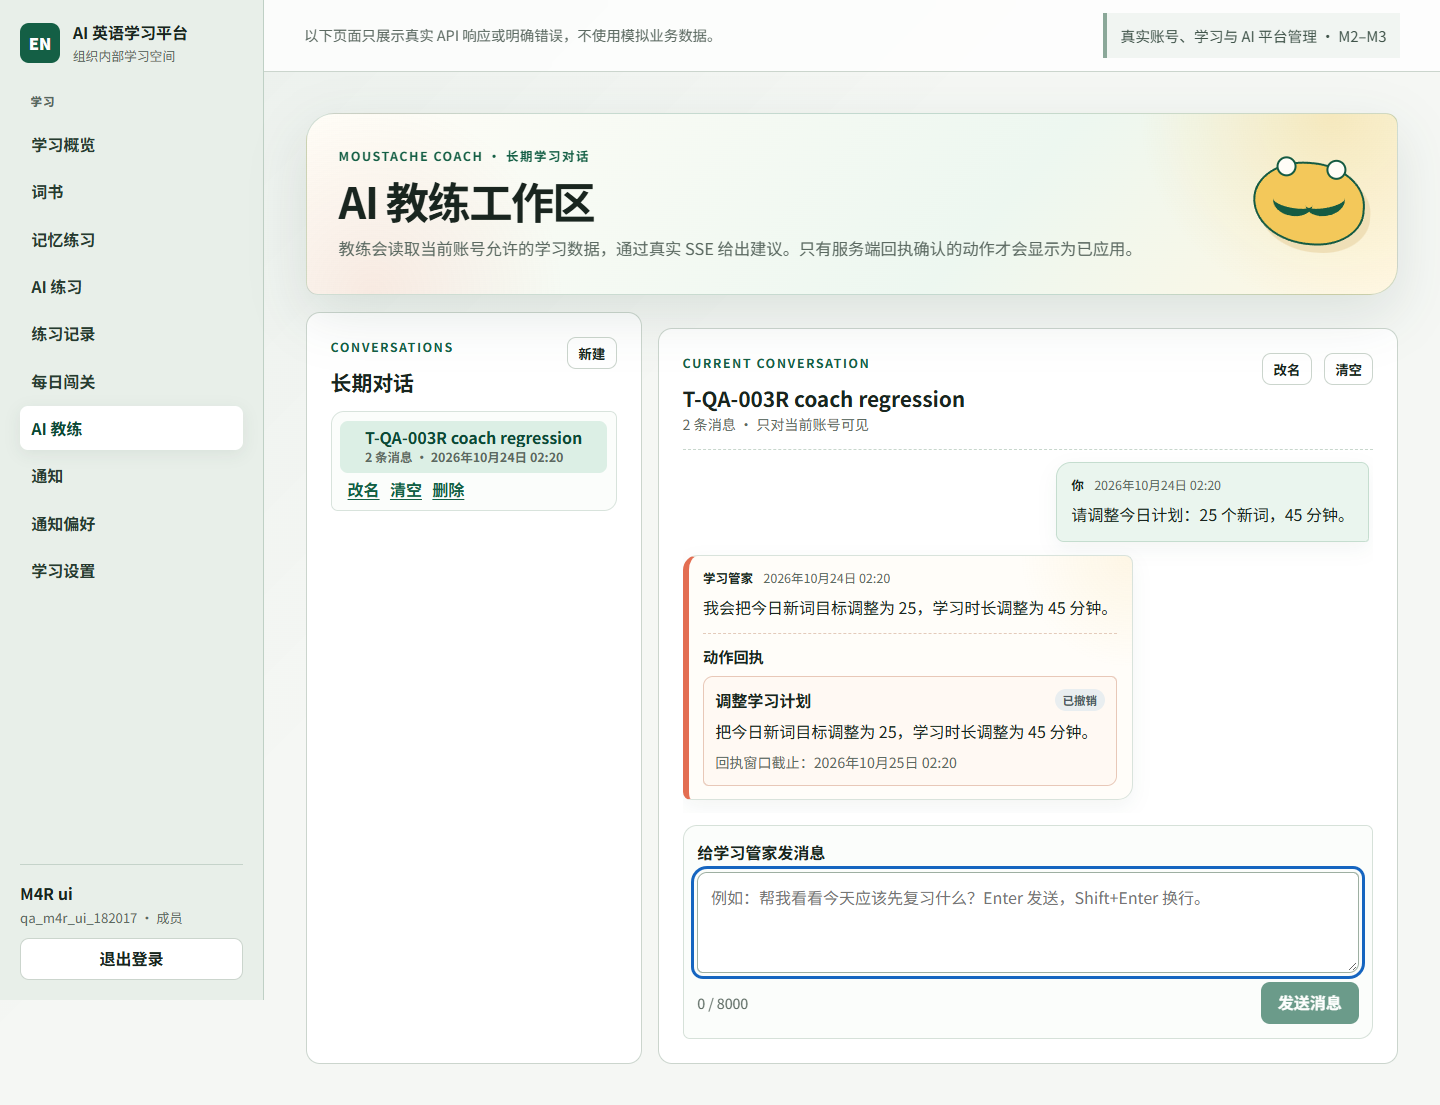 EN
AI 英语学习平台
组织内部学习空间
学习
学习概览
词书
记忆练习
AI 练习
练习记录
每日闯关
AI 教练
通知
通知偏好
学习设置
M4R ui
qa_m4r_ui_182017 · 成员
退出登录
以下页面只展示真实 API 响应或明确错误，不使用模拟业务数据。
真实账号、学习与 AI 平台管理 · M2–M3
MOUSTACHE COACH · 长期学习对话
AI 教练工作区
教练会读取当前账号允许的学习数据，通过真实 SSE 给出建议。只有服务端回执确认的动作才会显示为已应用。
CONVERSATIONS
新建
长期对话
T-QA-003R coach regression
2 条消息 · 2026年10月24日 02:20
改名 清空 删除
CURRENT CONVERSATION
改名 清空
T-QA-003R coach regression
2 条消息 · 只对当前账号可见
你 2026年10月24日 02:20
请调整今日计划：25 个新词，45 分钟。
学习管家 2026年10月24日 02:20
我会把今日新词目标调整为 25，学习时长调整为 45 分钟。
动作回执
调整学习计划 已撤销
把今日新词目标调整为 25，学习时长调整为 45 分钟。
回执窗口截止：2026年10月25日 02:20
给学习管家发消息
例如：帮我看看今天应该先复习什么？Enter 发送，Shift+Enter 换行。
0 / 8000
发送消息